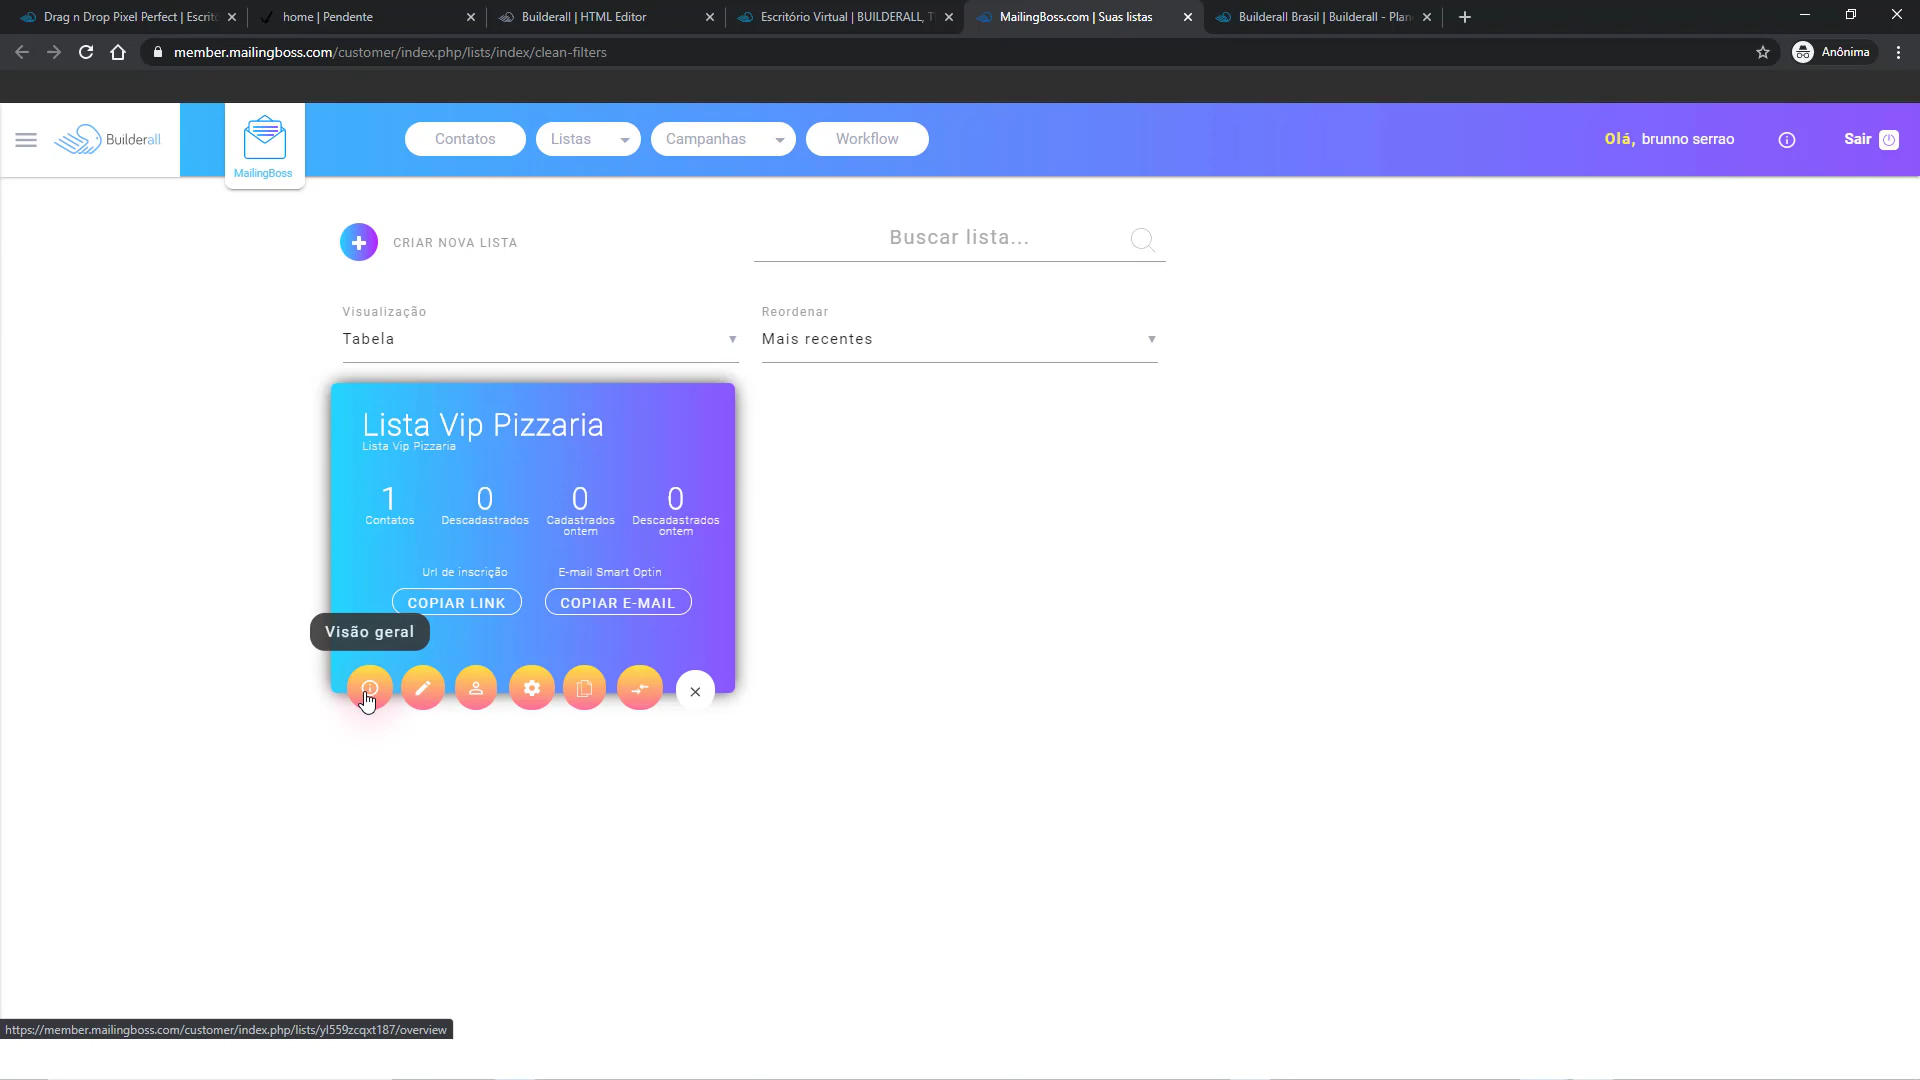 Drag n Drop Pixel Perfect | Escrit
home | Pendente
Builderall | HTML Editor
Escritório Virtual | BUILDERALL, T
MailingBoss.com | Suas listas
Builderall Brasil | Builderall - Plan
member.mailingboss.com/customer/index.php/lists/index/clean-filters
Anônima
Builderall
MailingBoss
Contatos
Listas
Campanhas
Workflow
Olá, brunno serrao
Sair
CRIAR NOVA LISTA
Buscar lista...
Visualização
Tabela
Reordenar
Mais recentes
Lista Vip Pizzaria
Lista Vip Pizzaria
1
Contatos
0
Descadastrados
0
Cadastrados
ontem
0
Descadastrados
ontem
Url de inscrição
COPIAR LINK
E-mail Smart Optin
COPIAR E-MAIL
Visão geral
https://member.mailingboss.com/customer/index.php/lists/yl559zcqxt187/overview